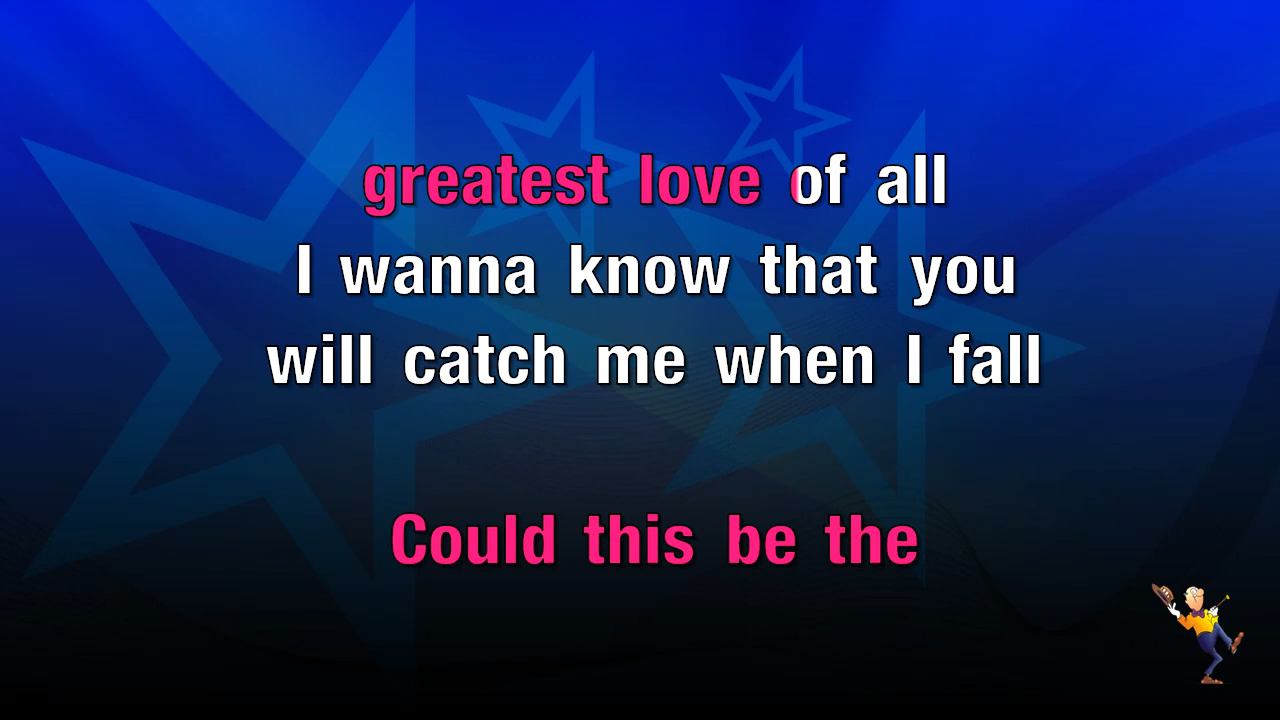 greatest love of all
I wanna know that you
will catch me when I fall
Could this be the